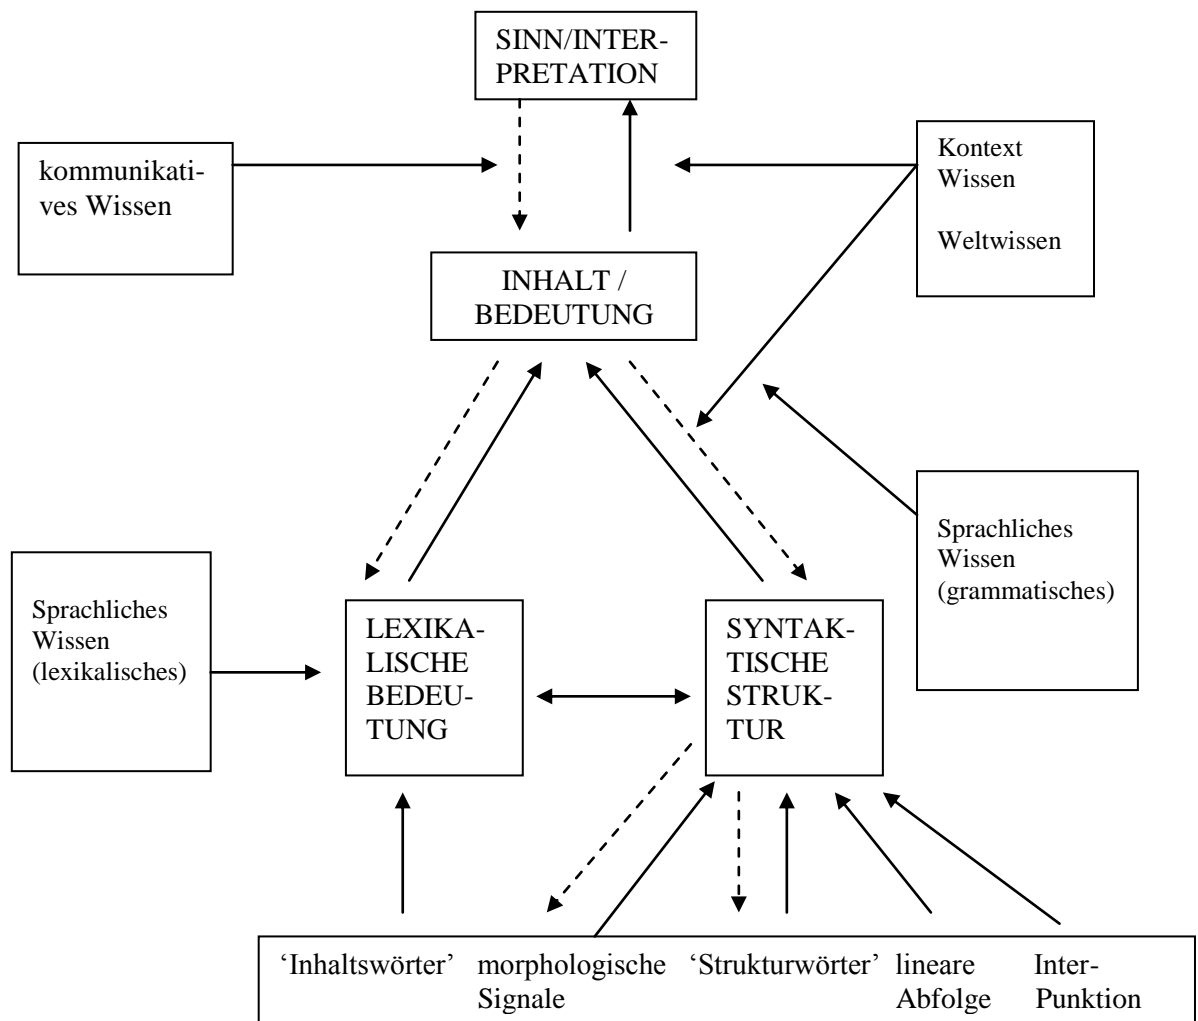 SINN/INTER-
PRETATION
kommunikati-
ves Wissen
Kontext
Wissen
Weltwissen
INHALT /
BEDEUTUNG
Sprachliches
Wissen
(grammatisches)
Sprachliches
Wissen
(lexikalisches)
LEXIKA-
LISCHE
BEDEU-
TUNG
SYNTAK-
TISCHE
STRUK-
TUR
‘Inhaltswörter’
morphologische
Signale
‘Strukturwörter’
lineare
Abfolge
Inter-
Punktion